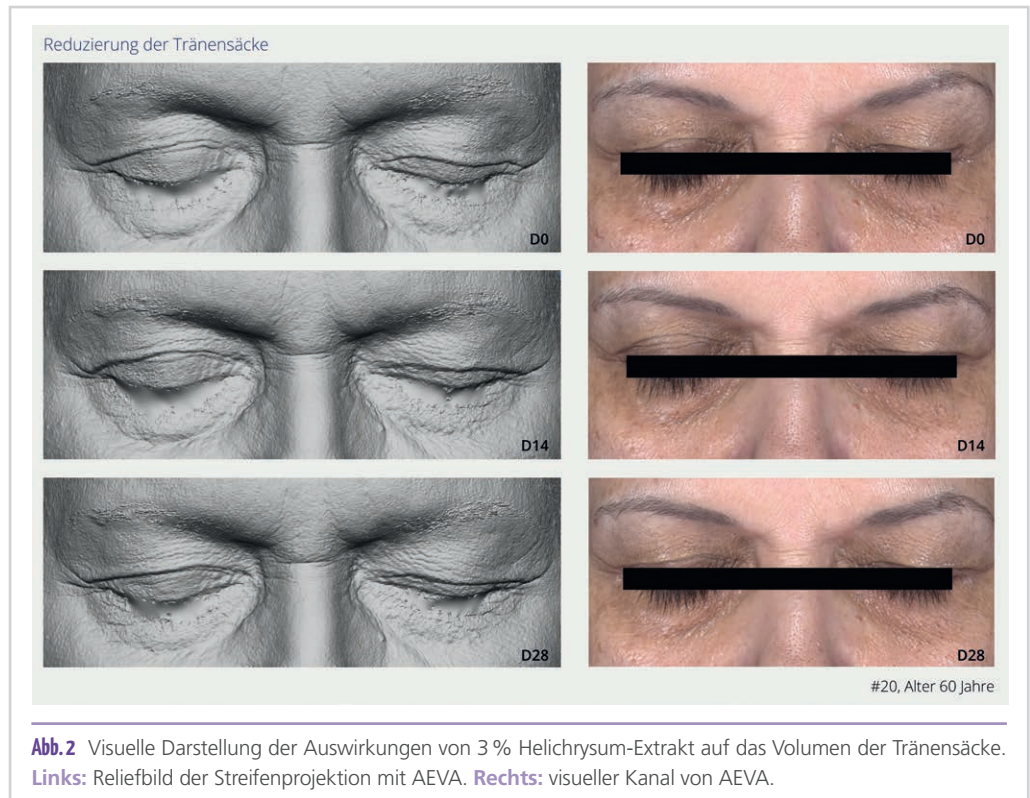 Reduzierung der Tränensäcke
D0
D0
D14
D14
D28
D28
#20, Alter 60 Jahre
Abb. 2 Visuelle Darstellung der Auswirkungen von 3 % Helichrysum-Extrakt auf das Volumen der Tränensäcke.
Links: Reliefbild der Streifenprojektion mit AEVA. Rechts: visueller Kanal von AEVA.